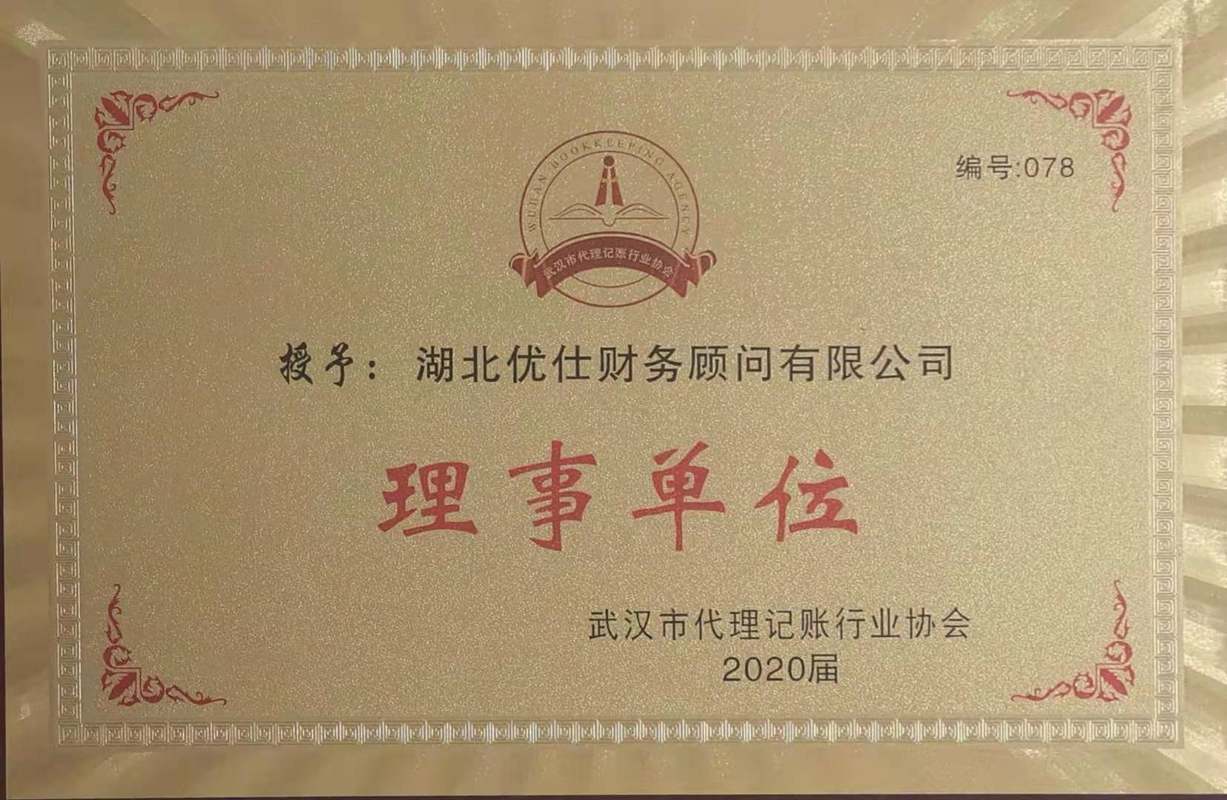 WUHAN BOOKKEEPING AGENCY
武汉市代理记账行业协会
编号:078
授予：湖北优仕财务顾问有限公司
理事单位
武汉市代理记账行业协会
2020届